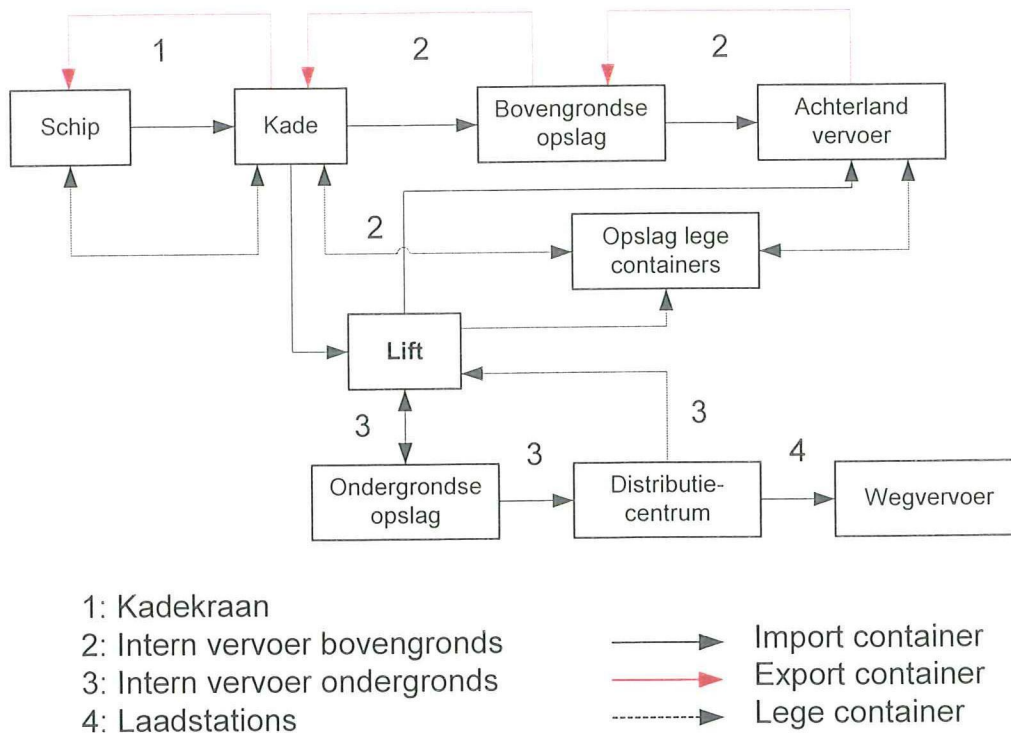 1
2
2
Schip
Kade
Bovengrondse
opslag
Achterland
vervoer
2
Opslag lege
containers
Lift
3
3
3
4
Ondergrondse
opslag
Distributie-
centrum
Wegvervoer
1: Kadekraan
2: Intern vervoer bovengronds
3: Intern vervoer ondergronds
4: Laadstations
Import container
Export container
Lege container